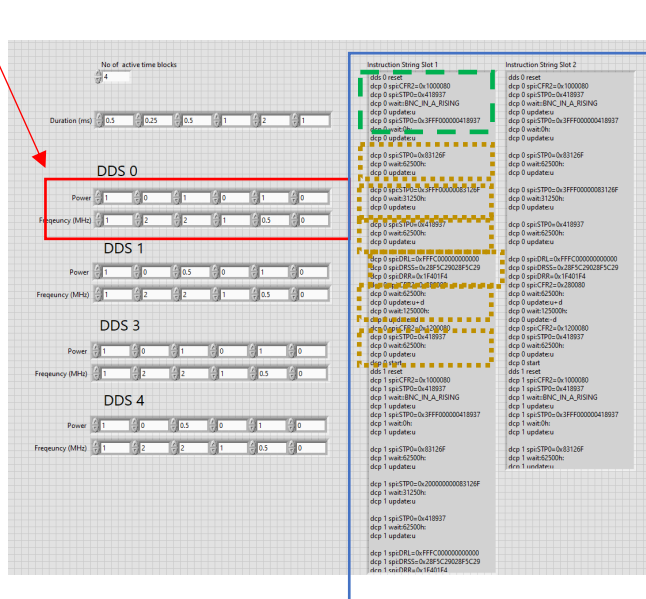 No of active time blocks
4
Duration (ms) 0.5 0.25 0.5 1 2 1
DDS 0
Power 1 0 1 0 1 0
Freqeuncy (MHz) 1 2 2 1 0.5 0
DDS 1
Power 1 0 0.5 0 1 0
Freqeuncy (MHz) 1 2 2 1 0.5 0
DDS 3
Power 1 0 1 0 1 0
Freqeuncy (MHz) 1 2 2 1 0.5 0
DDS 4
Power 1 0 0.5 0 1 0
Freqeuncy (MHz) 1 2 2 1 0.5 0
Instruction String Slot 1
dds 0 reset
dcp 0 spi:CFR2=0x1000080
dcp 0 spi:STP0=0x418937
dcp 0 wait::BNC_IN_A_RISING
dcp 0 update:u
dcp 0 spi:STP0=0x3FFF000000418937
dcp 0 wait:0h:
dcp 0 update:u
dcp 0 spi:STP0=0x83126F
dcp 0 wait:62500h:
dcp 0 update:u
dcp 0 spi:STP0=0x3FFF00000083126F
dcp 0 wait:31250h:
dcp 0 update:u
dcp 0 spi:STP0=0x418937
dcp 0 wait:62500h:
dcp 0 update:u
dcp 0 spi:DRL=0xFFFC000000000000
dcp 0 spi:DRSS=0x28F5C29028F5C29
dcp 0 spi:DRR=0x1F401F4
dcp 0 spi:CFR2=0x280080
dcp 0 wait:62500h:
dcp 0 update:u+d
dcp 0 wait:125000h:
dcp 0 update:-d
dcp 0 spi:CFR2=0x1200080
dcp 0 spi:STP0=0x418937
dcp 0 wait:62500h:
dcp 0 update:u
dcp 0 start
dds 1 reset
dcp 1 spi:CFR2=0x1000080
dcp 1 spi:STP0=0x418937
dcp 1 wait::BNC_IN_A_RISING
dcp 1 update:u
dcp 1 spi:STP0=0x3FFF000000418937
dcp 1 wait:0h:
dcp 1 update:u
dcp 1 spi:STP0=0x83126F
dcp 1 wait:62500h:
dcp 1 update:u
dcp 1 spi:STP0=0x200000000083126F
dcp 1 wait:31250h:
dcp 1 update:u
dcp 1 spi:STP0=0x418937
dcp 1 wait:62500h:
dcp 1 update:u
dcp 1 spi:DRL=0xFFFC000000000000
dcp 1 spi:DRSS=0x28F5C29028F5C29
dcp 1 spi:DRR=0x1F401F4
Instruction String Slot 2
dds 0 reset
dcp 0 spi:CFR2=0x1000080
dcp 0 spi:STP0=0x418937
dcp 0 wait::BNC_IN_A_RISING
dcp 0 update:u
dcp 0 spi:STP0=0x3FFF000000418937
dcp 0 wait:0h:
dcp 0 update:u
dcp 0 spi:STP0=0x83126F
dcp 0 wait:62500h:
dcp 0 update:u
dcp 0 spi:STP0=0x3FFF00000083126F
dcp 0 wait:31250h:
dcp 0 update:u
dcp 0 spi:STP0=0x418937
dcp 0 wait:62500h:
dcp 0 update:u
dcp 0 spi:DRL=0xFFFC000000000000
dcp 0 spi:DRSS=0x28F5C29028F5C29
dcp 0 spi:DRR=0x1F401F4
dcp 0 spi:CFR2=0x280080
dcp 0 wait:62500h:
dcp 0 update:u+d
dcp 0 wait:125000h:
dcp 0 update:-d
dcp 0 spi:CFR2=0x1200080
dcp 0 spi:STP0=0x418937
dcp 0 wait:62500h:
dcp 0 update:u
dcp 0 start
dds 1 reset
dcp 1 spi:CFR2=0x1000080
dcp 1 spi:STP0=0x418937
dcp 1 wait::BNC_IN_A_RISING
dcp 1 update:u
dcp 1 spi:STP0=0x3FFF000000418937
dcp 1 wait:0h:
dcp 1 update:u
dcp 1 spi:STP0=0x83126F
dcp 1 wait:62500h:
dcp 1 update:u